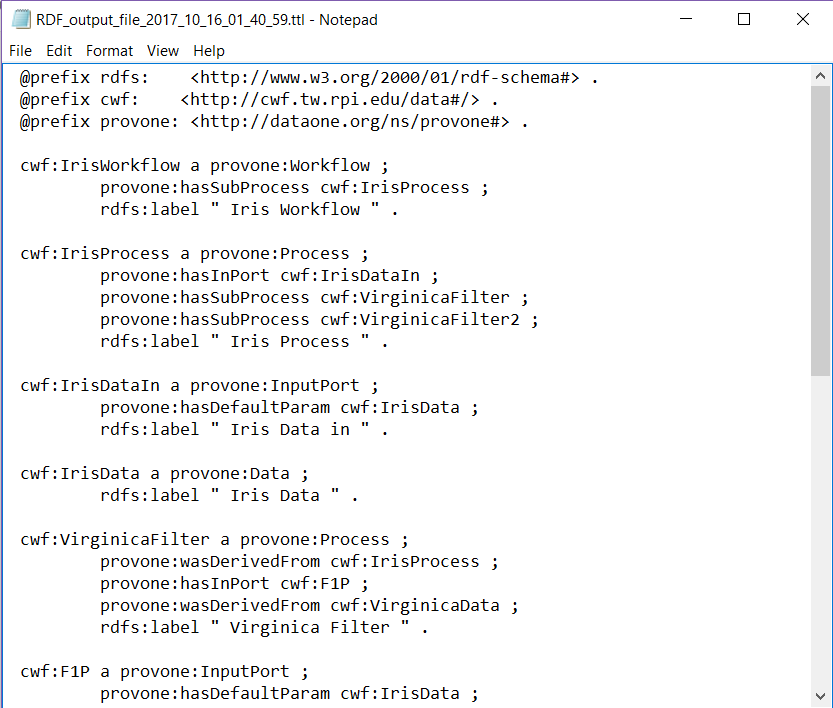 RDF_output_file_2017_10_16_01_40_59.ttl - Notepad
File Edit Format View Help
@prefix rdfs:    <http://www.w3.org/2000/01/rdf-schema#> .
@prefix cwf:    <http://cwf.tw.rpi.edu/data#/> .
@prefix provone: <http://dataone.org/ns/provone#> .

cwf:IrisWorkflow a provone:Workflow ;
        provone:hasSubProcess cwf:IrisProcess ;
        rdfs:label " Iris Workflow " .

cwf:IrisProcess a provone:Process ;
        provone:hasInPort cwf:IrisDataIn ;
        provone:hasSubProcess cwf:VirginicaFilter ;
        provone:hasSubProcess cwf:VirginicaFilter2 ;
        rdfs:label " Iris Process " .

cwf:IrisDataIn a provone:InputPort ;
        provone:hasDefaultParam cwf:IrisData ;
        rdfs:label " Iris Data in " .

cwf:IrisData a provone:Data ;
        rdfs:label " Iris Data " .

cwf:VirginicaFilter a provone:Process ;
        provone:wasDerivedFrom cwf:IrisProcess ;
        provone:hasInPort cwf:F1P ;
        provone:wasDerivedFrom cwf:VirginicaData ;
        rdfs:label " Virginica Filter " .

cwf:F1P a provone:InputPort ;
        provone:hasDefaultParam cwf:IrisData ;